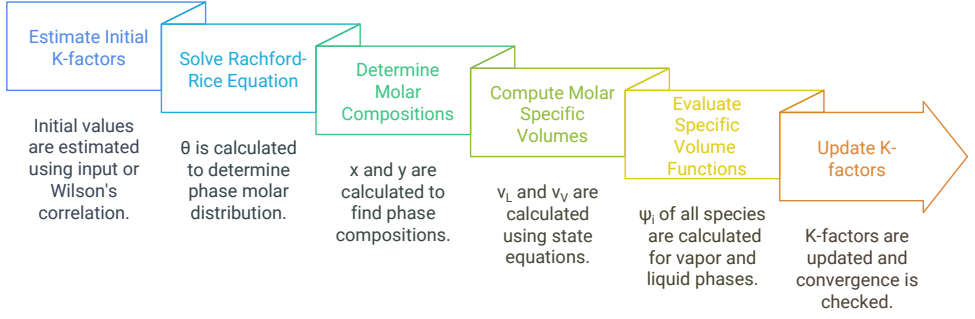 Estimate Initial
K-factors
Initial values
are estimated
using input or
Wilson's
correlation.
Solve Rachford-
Rice Equation
θ is calculated
to determine
phase molar
distribution.
Determine
Molar
Compositions
x and y are
calculated to
find phase
compositions.
Compute Molar
Specific
Volumes
v_L and v_V are
calculated
using state
equations.
Evaluate
Specific
Volume
Functions
ψ_i of all species
are calculated
for vapor and
liquid phases.
Update K-
factors
K-factors are
updated and
convergence is
checked.